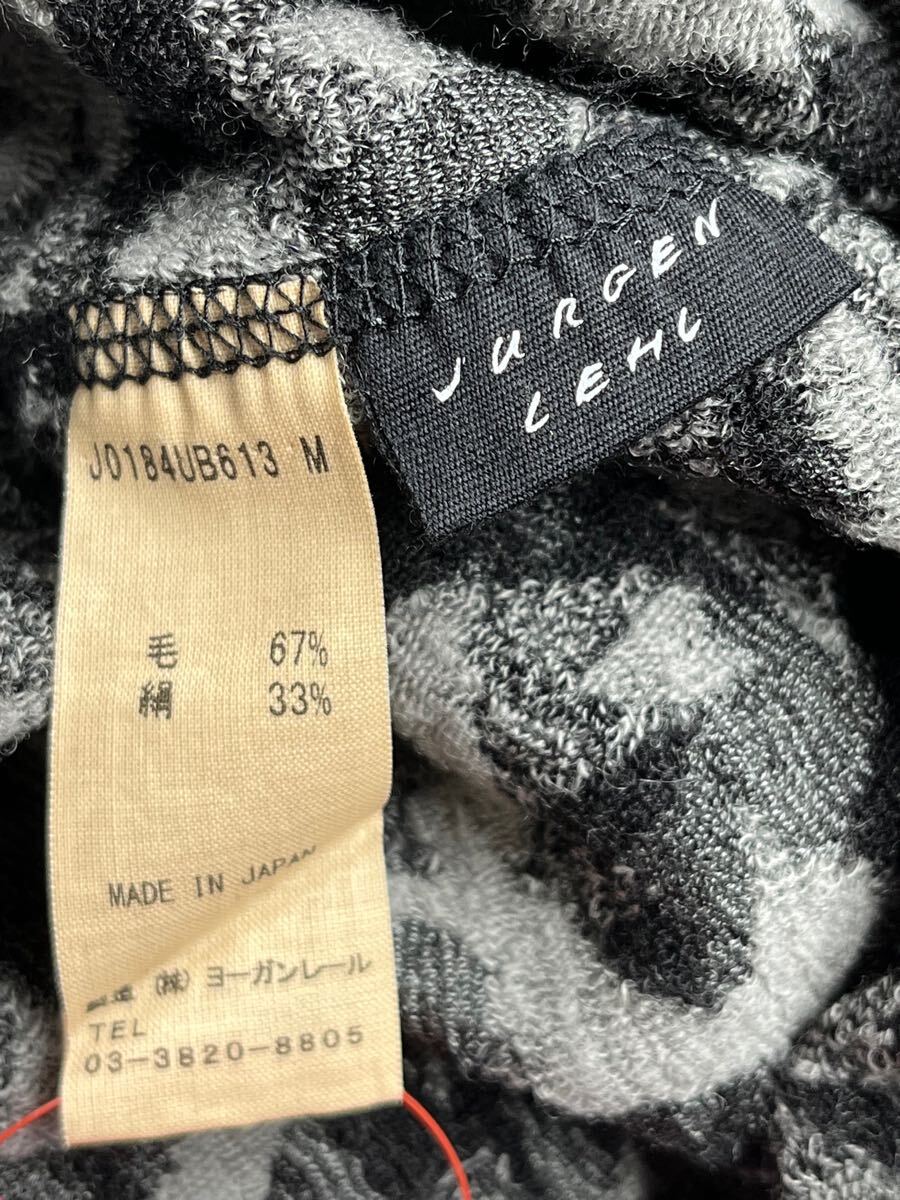 JURGEN
LEHL
J0184UB613 M
毛 67%
絹 33%
MADE IN JAPAN
(株) ヨーガンレール
TEL
03-3820-8805